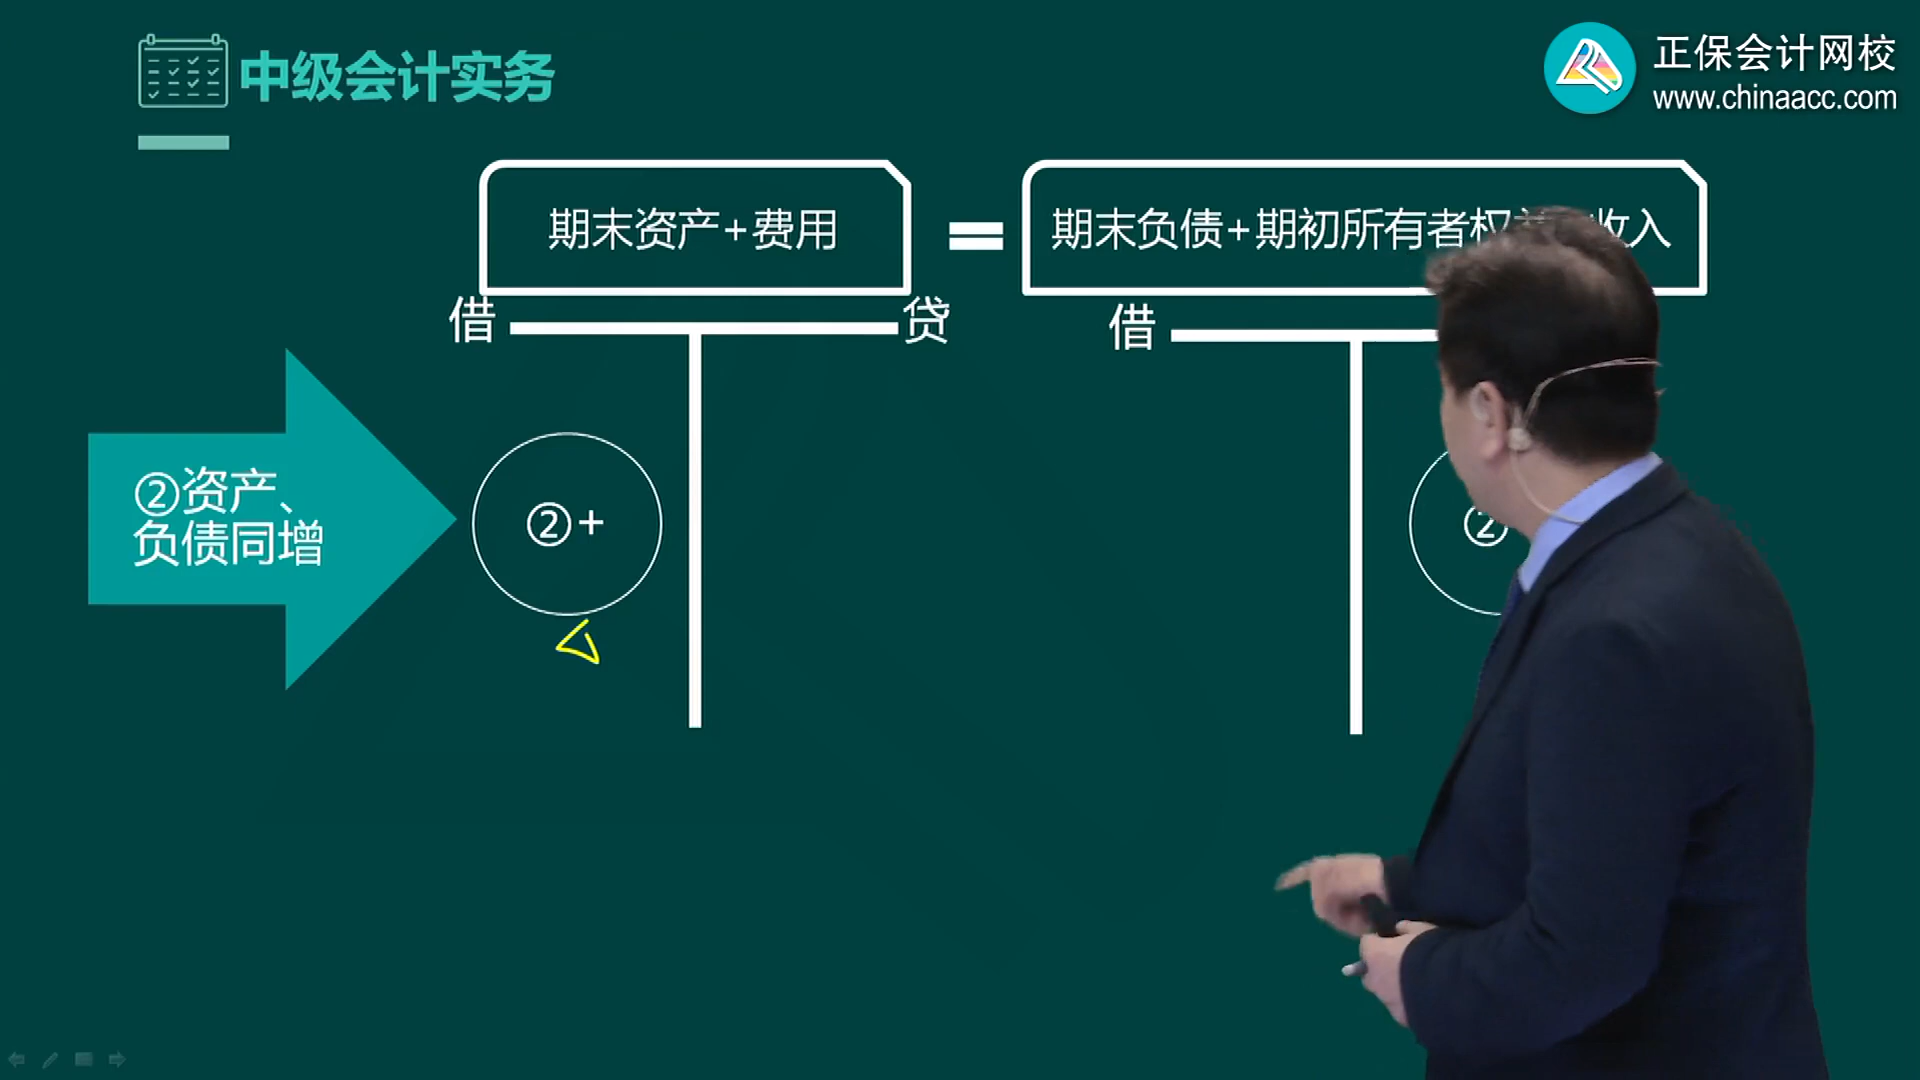 中级会计实务
正保会计网校
www.chinaacc.com
期末资产+费用
=
期末负债+期初所有者权 收入
借
贷
借
②资产、
负债同增
②+
②